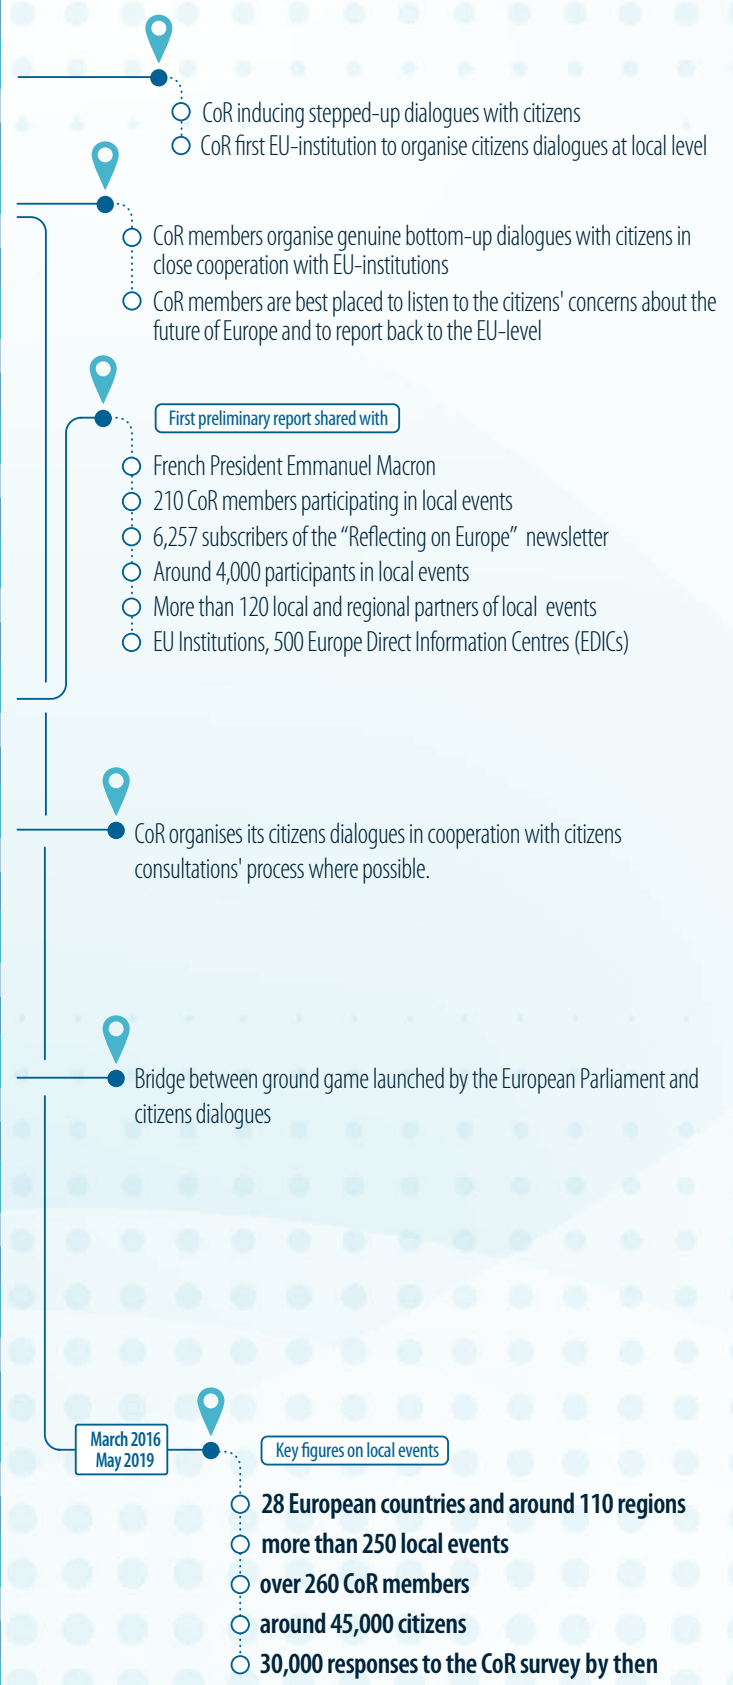 CoR inducing stepped-up dialogues with citizens
CoR first EU-institution to organise citizens dialogues at local level
CoR members organise genuine bottom-up dialogues with citizens in
close cooperation with EU-institutions
CoR members are best placed to listen to the citizens' concerns about the
future of Europe and to report back to the EU-level
First preliminary report shared with
French President Emmanuel Macron
210 CoR members participating in local events
6,257 subscribers of the “Reflecting on Europe” newsletter
Around 4,000 participants in local events
More than 120 local and regional partners of local events
EU Institutions, 500 Europe Direct Information Centres (EDICs)
CoR organises its citizens dialogues in cooperation with citizens
consultations' process where possible.
Bridge between ground game launched by the European Parliament and
citizens dialogues
March 2016
May 2019
Key figures on local events
28 European countries and around 110 regions
more than 250 local events
over 260 CoR members
around 45,000 citizens
30,000 responses to the CoR survey by then